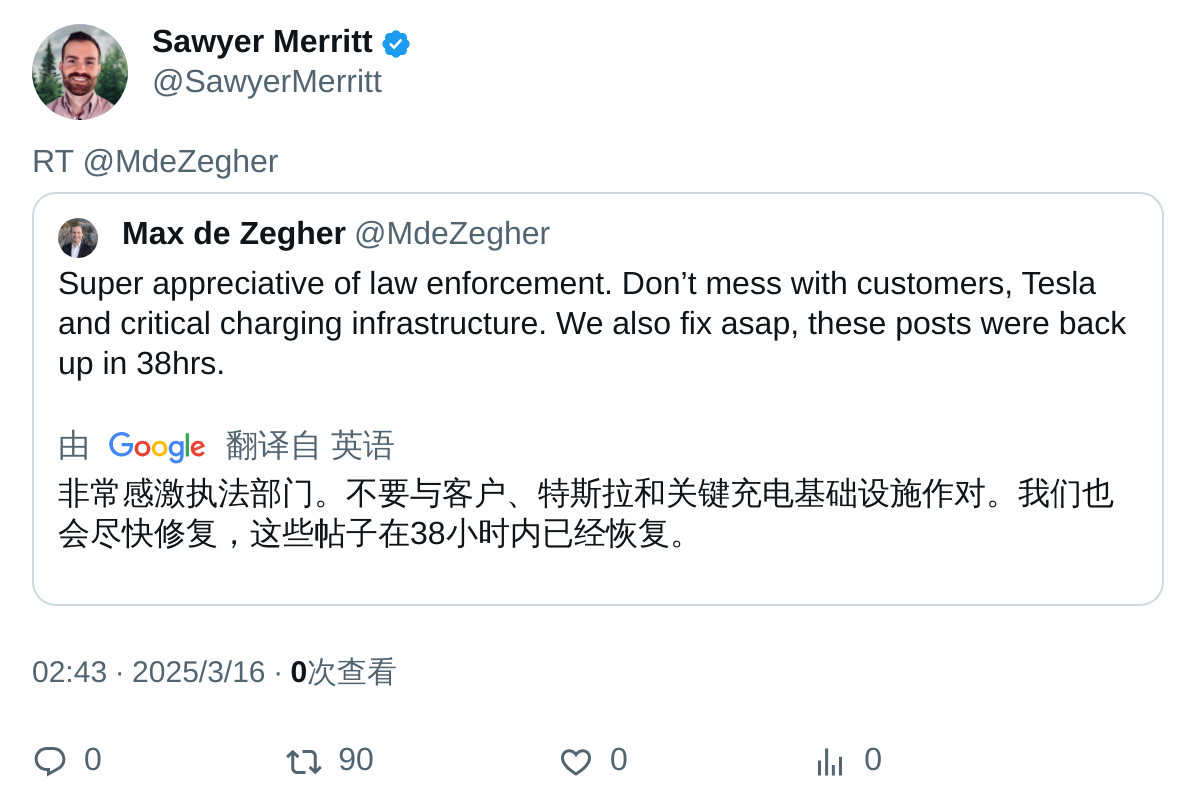 Sawyer Merritt
@SawyerMerritt
RT @MdeZegher
Max de Zegher @MdeZegher
Super appreciative of law enforcement. Don’t mess with customers, Tesla
and critical charging infrastructure. We also fix asap, these posts were back
up in 38hrs.
由 Google 翻译自 英语
非常感激执法部门。不要与客户、特斯拉和关键充电基础设施作对。我们也
会尽快修复，这些帖子在38小时内已经恢复。
02:43 · 2025/3/16 · 0次查看
0 90 0 0